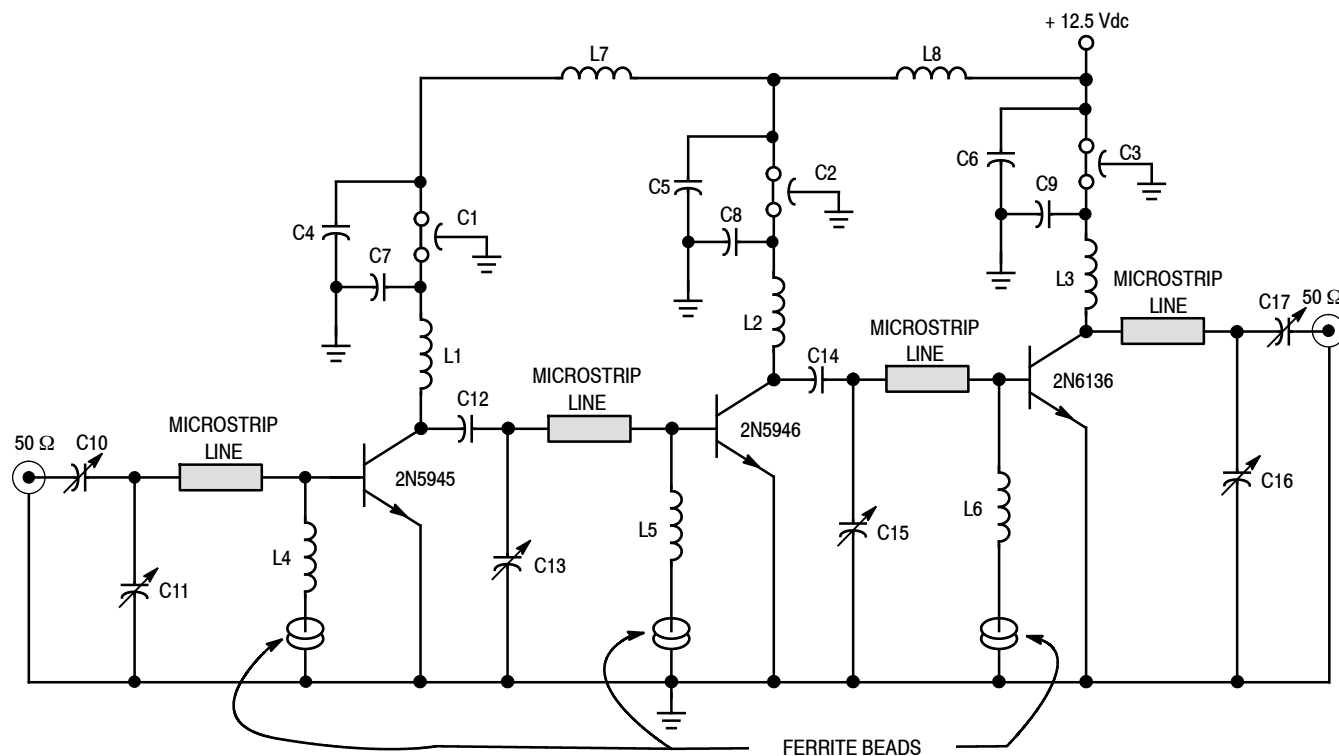 + 12.5 Vdc
L7
L8
C6
C3
C5
C2
C9
C4
C1
C8
C7
L3
MICROSTRIP
LINE
C17
50 Ω
L2
MICROSTRIP
LINE
L1
C14
2N6136
MICROSTRIP
LINE
C12
2N5946
MICROSTRIP
LINE
50 Ω
C10
2N5945
C16
L6
L5
C15
L4
C13
C11
FERRITE BEADS